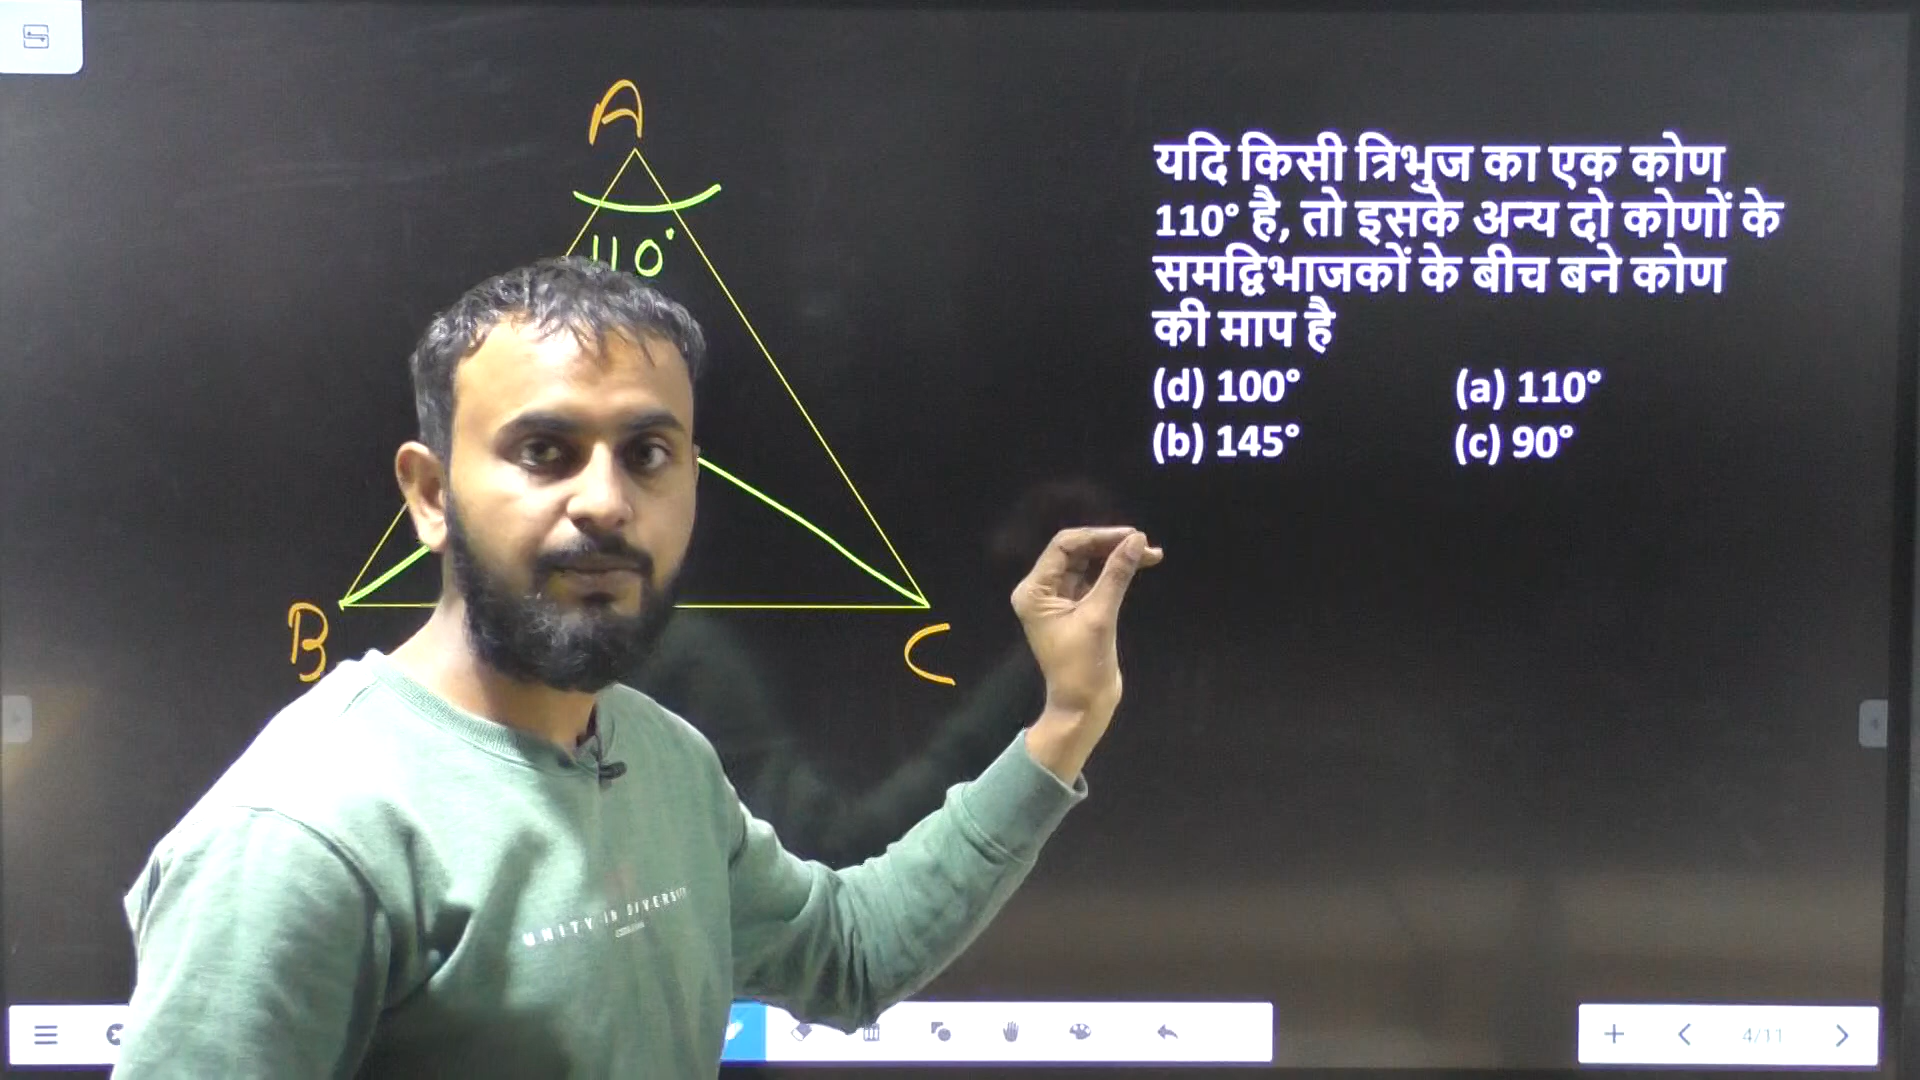 A
110°
B
C
यदि किसी त्रिभुज का एक कोण
110° है, तो इसके अन्य दो कोणों के
समद्विभाजकों के बीच बने कोण
की माप है
(d) 100° (a) 110°
(b) 145° (c) 90°
UNITY IN DIVERSITY
4/11